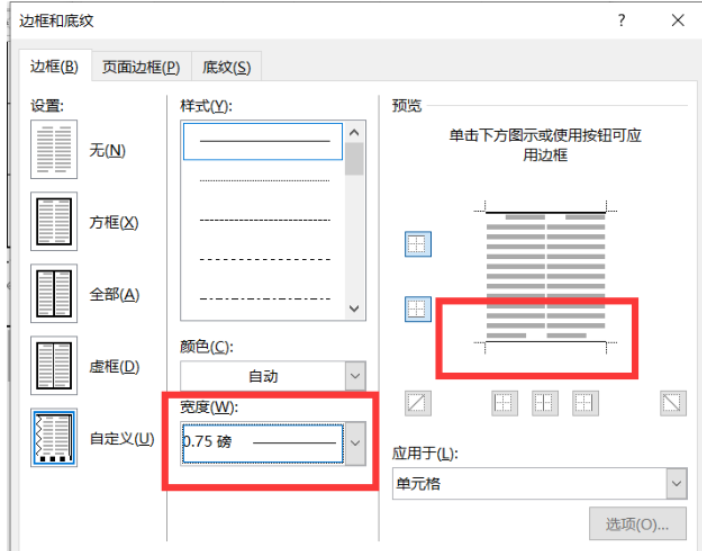 边框和底纹 ? ×
边框(B) 页面边框(P) 底纹(S)
设置:
无(N)
方框(X)
全部(A)
虚框(D)
自定义(U)
样式(Y):
颜色(C):
自动
宽度(W):
0.75 磅
预览
单击下方图示或使用按钮可应
用边框
应用于(L):
单元格
选项(O)...